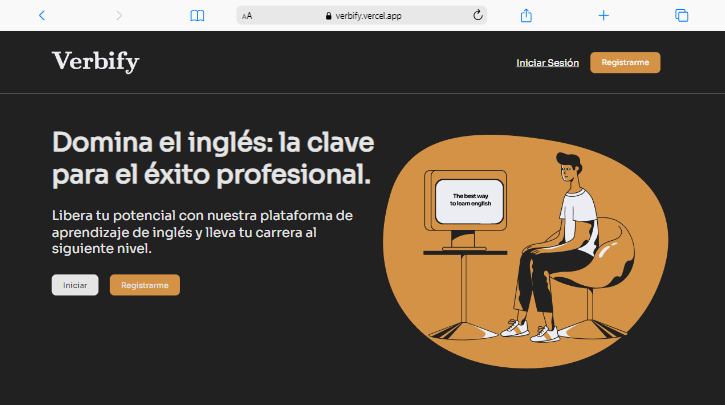 AA verbify.vercel.app
Verbify
Iniciar Sesión
Registrarme
Domina el inglés: la clave
para el éxito profesional.
Libera tu potencial con nuestra plataforma de
aprendizaje de inglés y lleva tu carrera al
siguiente nivel.
Iniciar
Registrarme
The best way
to learn english